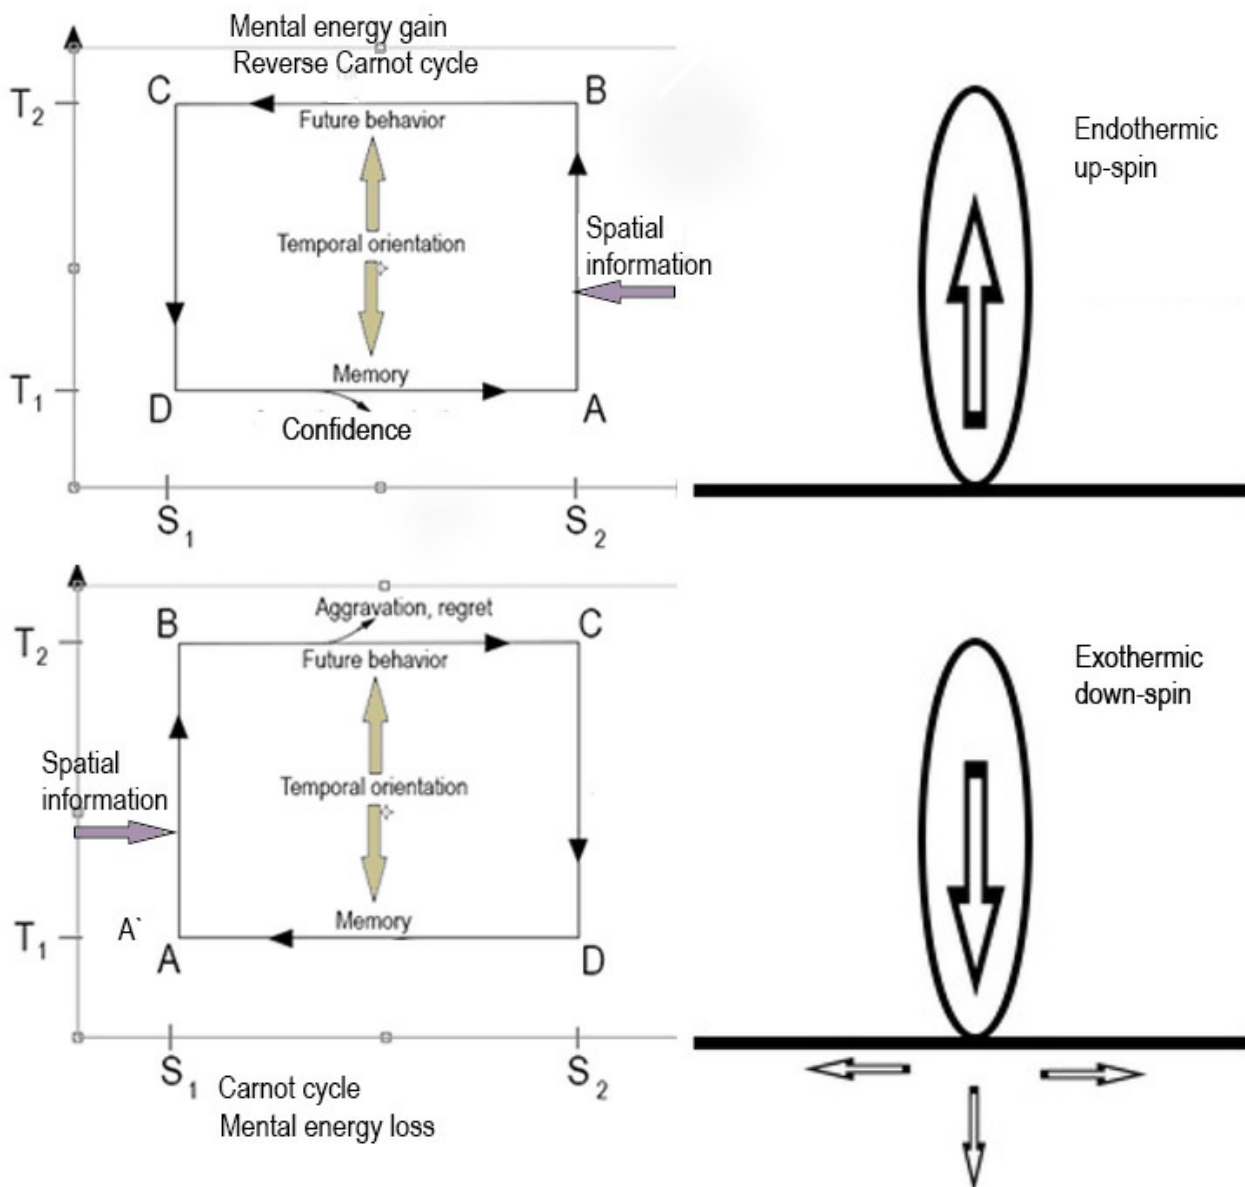 Mental energy gain
Reverse Carnot cycle
C
B
T2
Future behavior
Endothermic
up-spin
Temporal orientation
Spatial
information
Memory
T1
D
A
Confidence
S1
S2
Aggravation, regret
B
C
T2
Future behavior
Exothermic
down-spin
Spatial
information
Temporal orientation
Memory
A`
T1
A
D
S1
S2
Carnot cycle
Mental energy loss